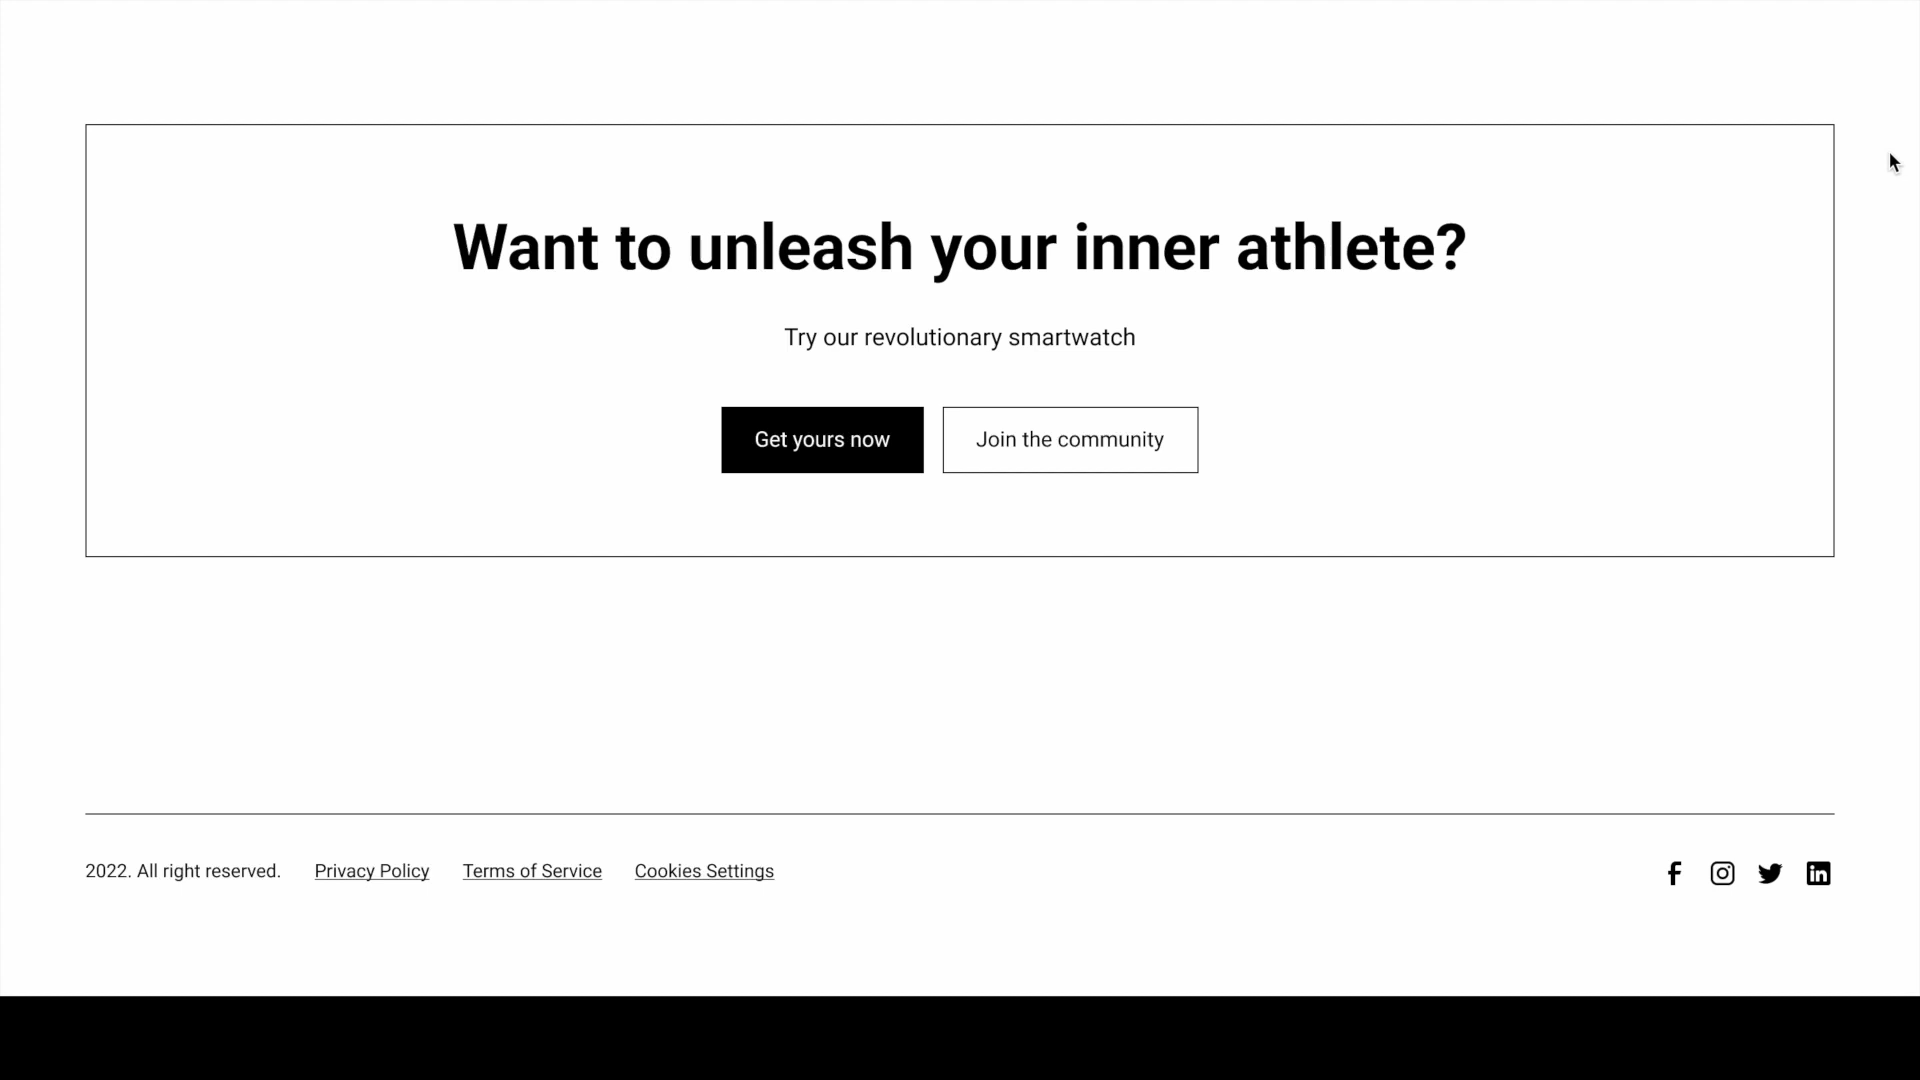 Want to unleash your inner athlete?
Try our revolutionary smartwatch
Get yours now Join the community
2022. All right reserved. Privacy Policy Terms of Service Cookies Settings